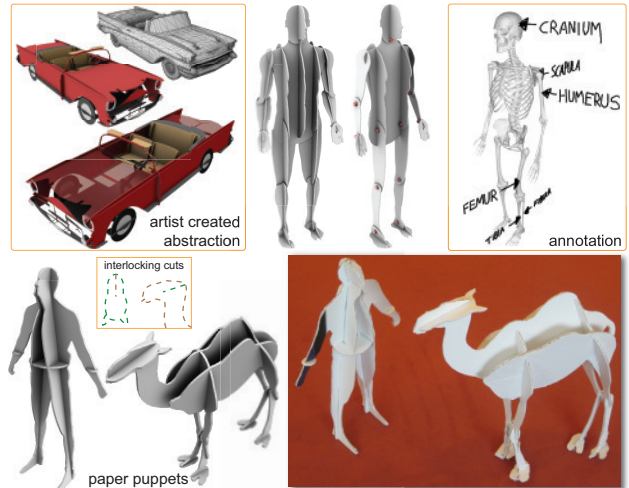 artist created
abstraction
CRANIUM
SCAPULA
HUMERUS
FEMUR
FIBULA
TIBIA
annotation
interlocking cuts
paper puppets